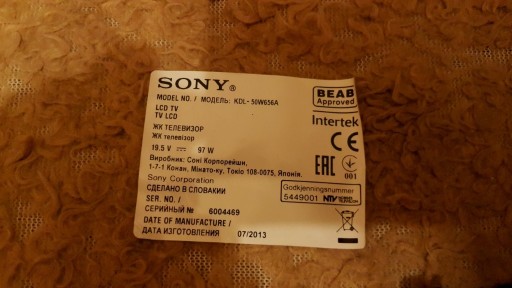 SONY®
MODEL NO. / МОДЕЛЬ: KDL-50W656A
LCD TV
TV LCD
ЖК ТЕЛЕВИЗОР
ЖК телевізор
19.5 V ⎓ 97 W
Виробник: Соні Корпорейшн,
1-7-1 Конан, Мінато-ку, Токіо 108-0075, Японія.
Sony Corporation
СДЕЛАНО В СЛОВАКИИ
SER. NO. /
СЕРИЙНЫЙ № 6004469
DATE OF MANUFACTURE /
ДАТА ИЗГОТОВЛЕНИЯ 07/2013
BEAB
Approved
Intertek
CE
EAC
001
Godkjenningsnummer
5449001 NTV